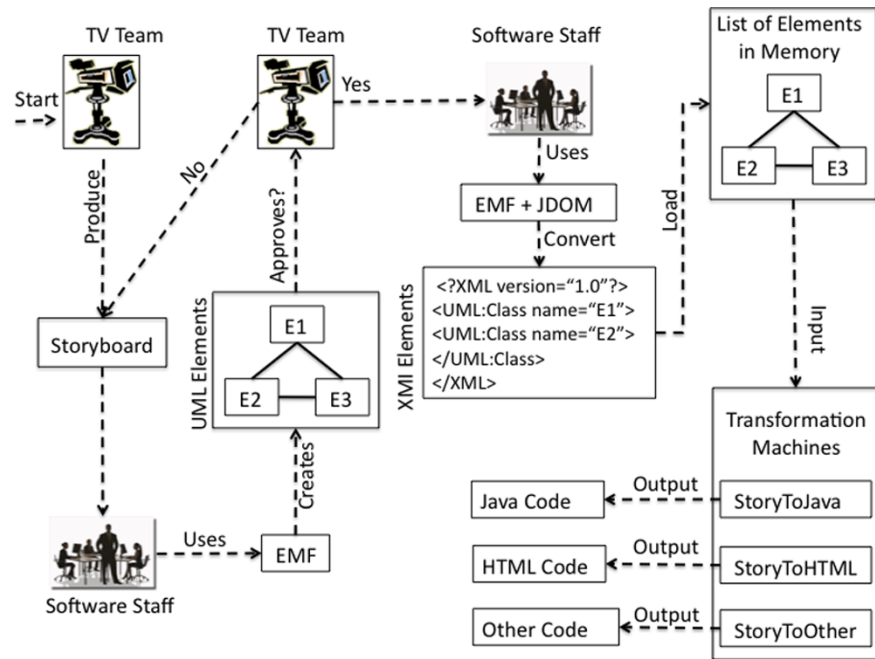 TV Team
Start
Produce
No
Storyboard
Software Staff
Uses
EMF
Creates
UML Elements
E1
E2
E3
Approves?
TV Team
Yes
Software Staff
Uses
EMF + JDOM
Convert
XMI Elements
<?XML version=“1.0”?>
<UML:Class name=“E1”>
<UML:Class name=“E2”>
</UML:Class>
</XML>
Load
List of Elements
in Memory
E1
E2
E3
Input
Transformation
Machines
StoryToJava
Output
Java Code
StoryToHTML
Output
HTML Code
StoryToOther
Output
Other Code